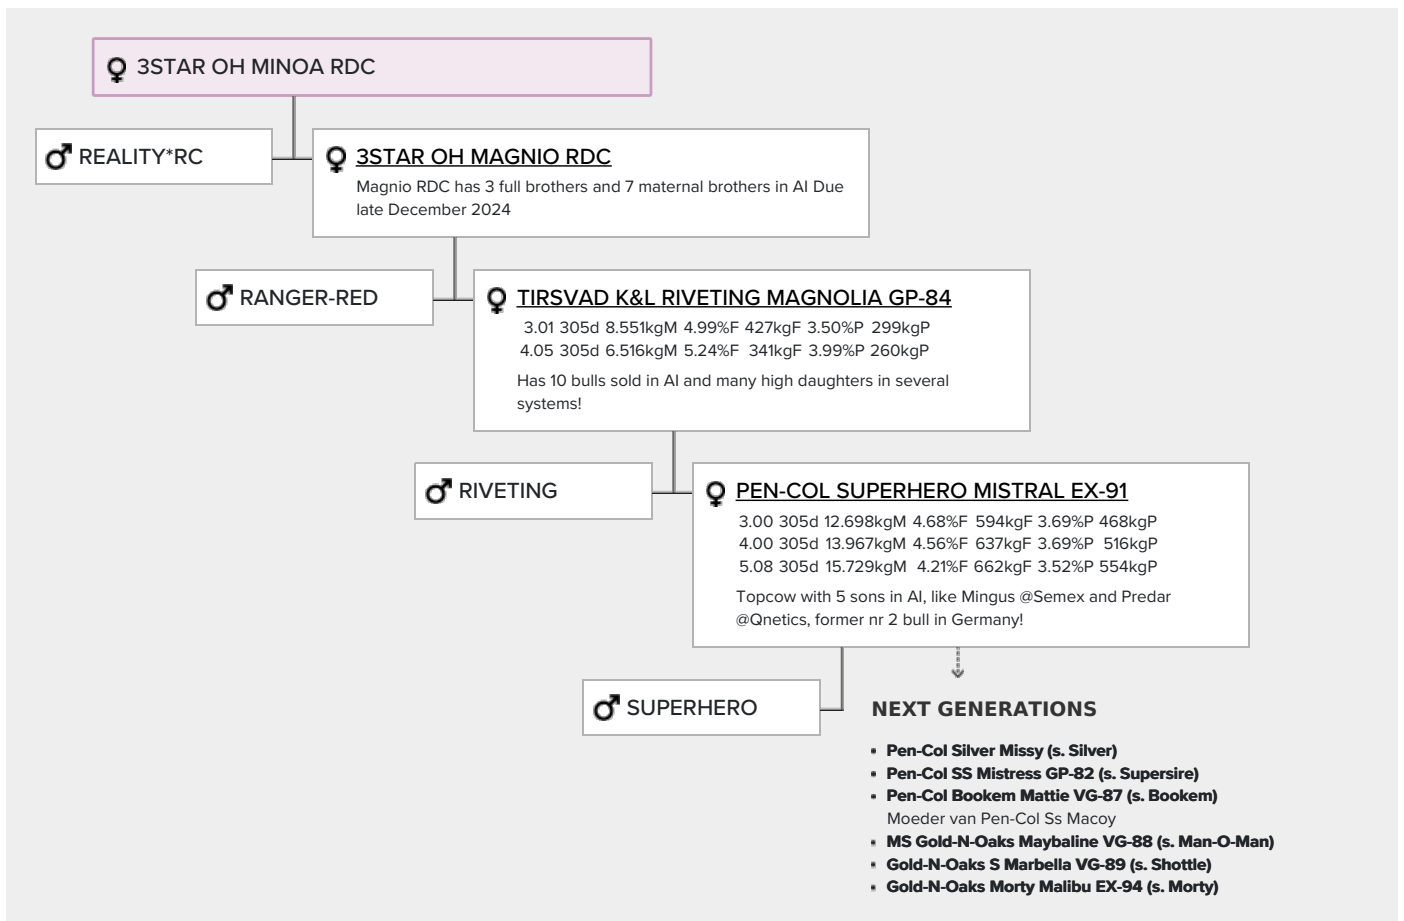 3STAR OH MINOA RDC
REALITY*RC
3STAR OH MAGNIO RDC
Magnio RDC has 3 full brothers and 7 maternal brothers in AI Due
late December 2024
RANGER-RED
TIRSVAD K&L RIVETING MAGNOLIA GP-84
3.01 305d 8.551kgM 4.99%F 427kgF 3.50%P 299kgP
4.05 305d 6.516kgM 5.24%F 341kgF 3.99%P 260kgP
Has 10 bulls sold in AI and many high daughters in several
systems!
RIVETING
PEN-COL SUPERHERO MISTRAL EX-91
3.00 305d 12.698kgM 4.68%F 594kgF 3.69%P 468kgP
4.00 305d 13.967kgM 4.56%F 637kgF 3.69%P 516kgP
5.08 305d 15.729kgM 4.21%F 662kgF 3.52%P 554kgP
Topcow with 5 sons in AI, like Mingus @Semex and Predar
@Qnetics, former nr 2 bull in Germany!
SUPERHERO
NEXT GENERATIONS
Pen-Col Silver Missy (s. Silver)
Pen-Col SS Mistress GP-82 (s. Supersire)
Pen-Col Bookem Mattie VG-87 (s. Bookem)
Moeder van Pen-Col Ss Macoy
MS Gold-N-Oaks Maybaline VG-88 (s. Man-O-Man)
Gold-N-Oaks S Marbella VG-89 (s. Shottle)
Gold-N-Oaks Morty Malibu EX-94 (s. Morty)